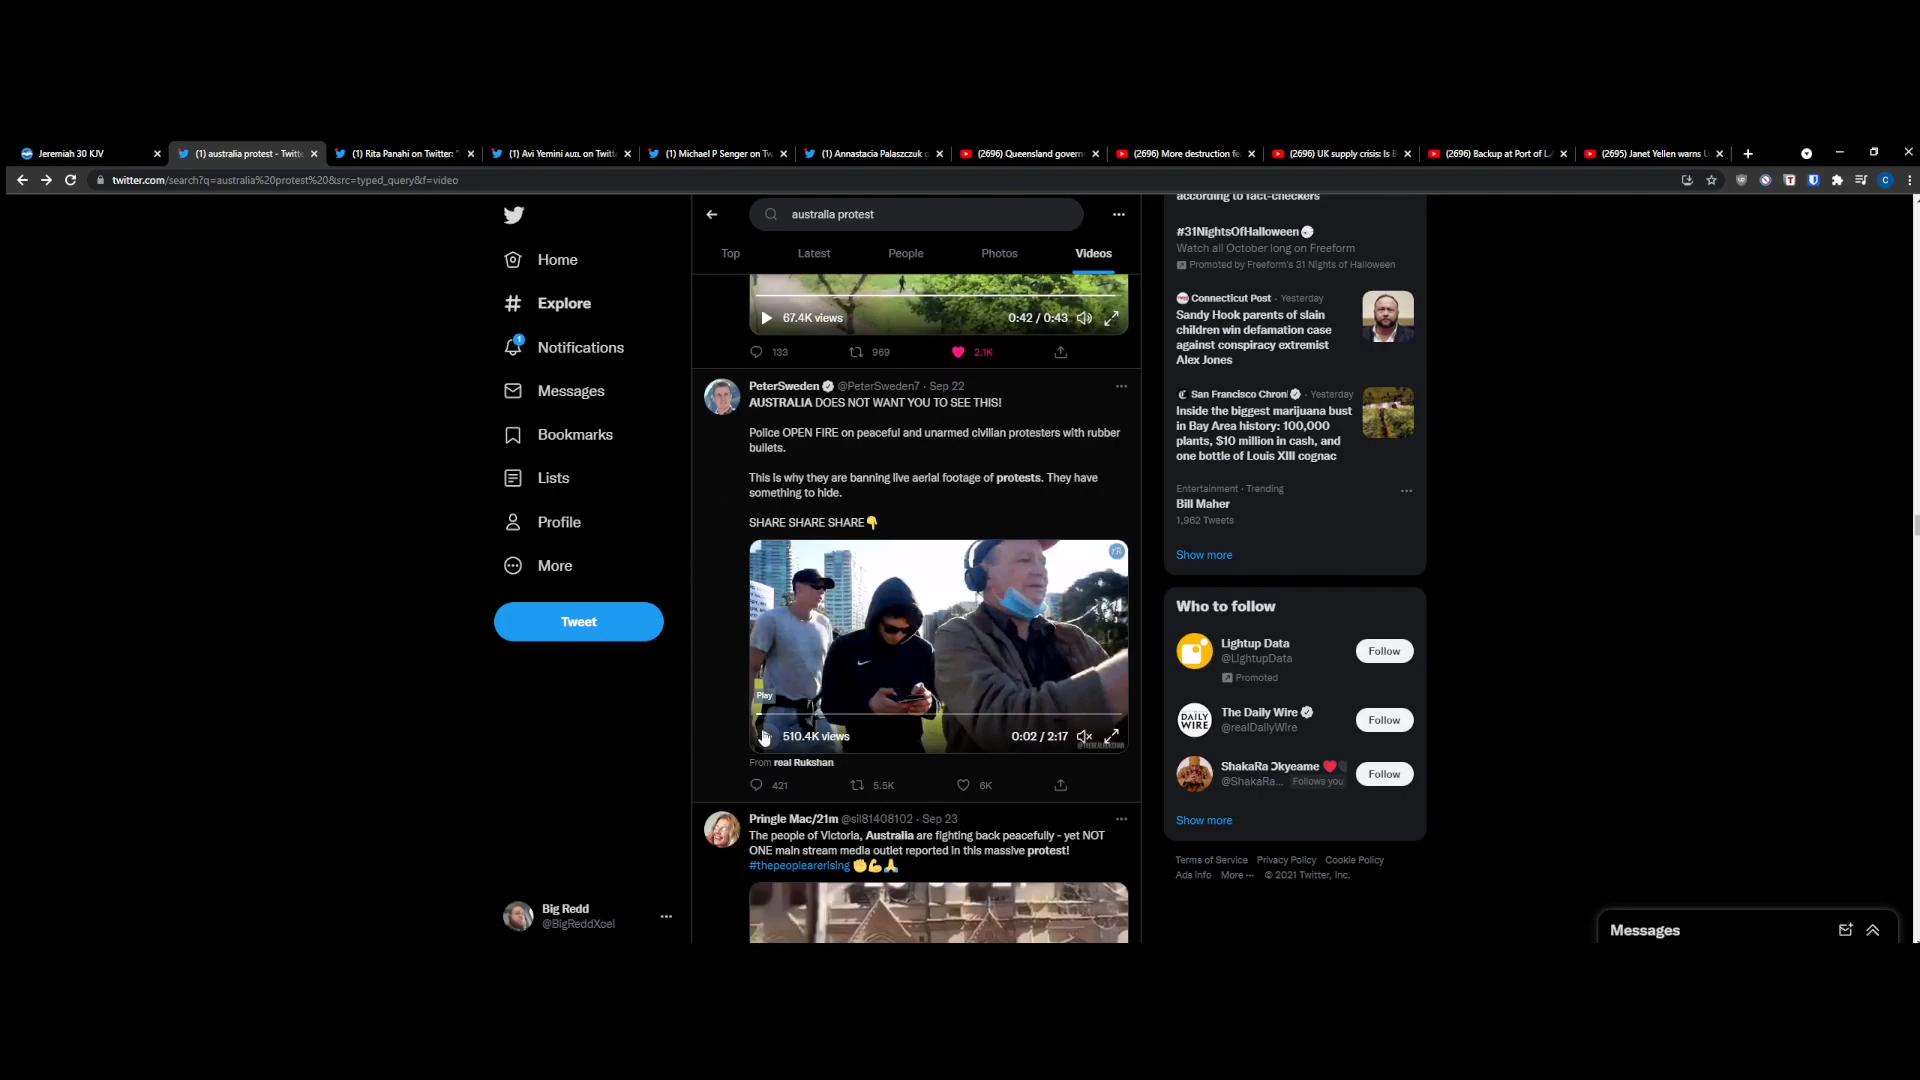 Jeremiah 30 KJV
(1) australia protest - Twitte
(1) Rita Panahi on Twitter: "
(1) Avi Yemini
on Twitt
(1) Michael P Senger on Tw
(1) Annastacia Palaszczuk o
(2696) Queensland govern
(2696) More destruction fe
(2696) UK supply crisis: Is B
(2696) Backup at Port of L
(2695) Janet Yellen warns U
twitter.com/search?q=australia%20protest%20&src=typed_query&f=video
C
Home
Explore
1
Notifications
Messages
Bookmarks
Lists
Profile
More
Tweet
Big Redd
@BigReddXcel
australia protest
Top
Latest
People
Photos
Videos
67.4K views
0:42 / 0:43
133
969
2.1K
PeterSweden @PeterSweden7 · Sep 22
AUSTRALIA DOES NOT WANT YOU TO SEE THIS!
Police OPEN FIRE on peaceful and unarmed civilian protesters with rubber
bullets.
This is why they are banning live aerial footage of protests. They have
something to hide.
SHARE SHARE SHARE👇
Play
510.4K views
0:02 / 2:17
@THEREALRUKSHAN
From real Rukshan
421
5.5K
6K
Pringle Mac/21m @sil81408102 · Sep 23
The people of Victoria, Australia are fighting back peacefully - yet NOT
ONE main stream media outlet reported in this massive protest!
#thepeoplearerising ✊💪🙏
according to fact-checkers
#31NightsOfHalloween
Watch all October long on Freeform
Promoted by Freeform's 31 Nights of Halloween
Connecticut Post · Yesterday
Sandy Hook parents of slain
children win defamation case
against conspiracy extremist
Alex Jones
San Francisco Chroni · Yesterday
Inside the biggest marijuana bust
in Bay Area history: 100,000
plants, $10 million in cash, and
one bottle of Louis XIII cognac
Entertainment · Trending
Bill Maher
1,962 Tweets
Show more
Who to follow
Lightup Data
@LightupData
Promoted
Follow
DAILY
WIRE
The Daily Wire
@realDailyWire
Follow
ShakaRa Ɔkyeame
@ShakaRa... Follows you
Follow
Show more
Terms of Service Privacy Policy Cookie Policy
Ads info More ··· © 2021 Twitter, Inc.
Messages